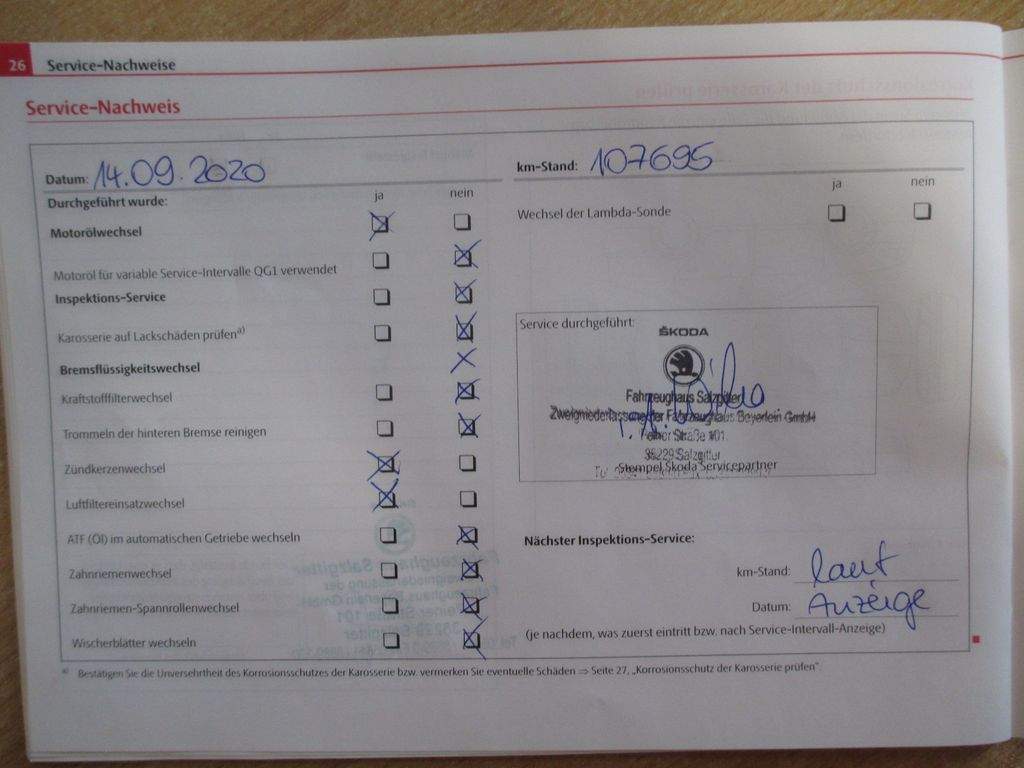 26 Service-Nachweise
Service-Nachweis
Datum: 14.09.2020
km-Stand: 107695
Durchgeführt wurde: ja nein
ja nein
Motorölwechsel
Wechsel der Lambda-Sonde
Motoröl für variable Service-Intervalle QG1 verwendet
Inspektions-Service
Karosserie auf Lackschäden prüfen a)
Bremsflüssigkeitswechsel
Kraftstofffilterwechsel
Trommeln der hinteren Bremse reinigen
Zündkerzenwechsel
Luftfiltereinsatzwechsel
ATF (Öl) im automatischen Getriebe wechseln
Zahnriemenwechsel
Zahnriemen-Spannrollenwechsel
Wischerblätter wechseln
Service durchgeführt:
ŠKODA
Fahrzeughaus Salzgitter
Zweigniederlassung der Fahrzeughaus Beyerlein GmbH
Peiner Straße 101
38229 Salzgitter
Stempel Škoda Servicepartner
Nächster Inspektions-Service:
km-Stand: laut
Datum: Anzeige
(je nachdem, was zuerst eintritt bzw. nach Service-Intervall-Anzeige)
a) Bestätigen Sie die Unversehrtheit des Korrosionsschutzes der Karosserie bzw. vermerken Sie eventuelle Schäden ⇒ Seite 27, „Korrosionsschutz der Karosserie prüfen“.